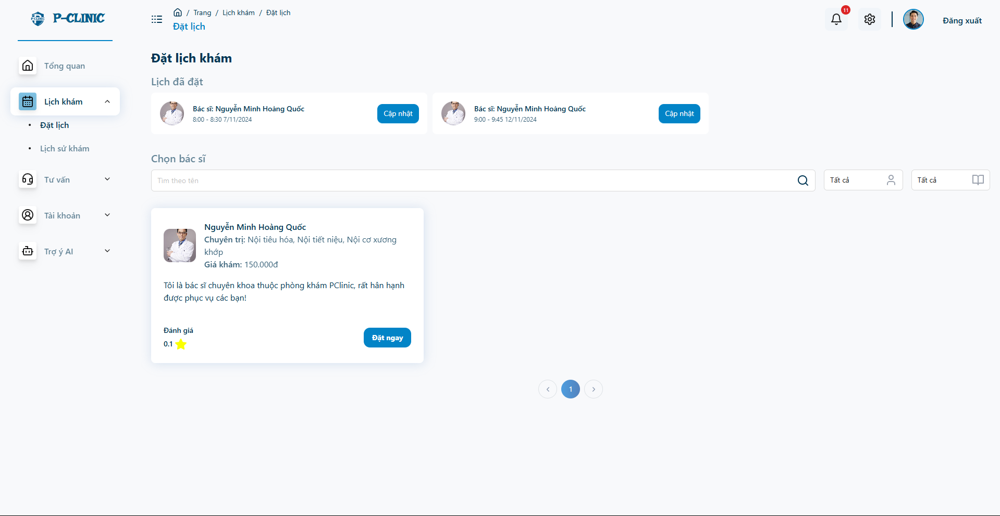 P-CLINIC
P-CLINIC
/ Trang / Lịch khám / Đặt lịch
Đặt lịch
11
Đăng xuất
Tổng quan
Lịch khám
• Đặt lịch
• Lịch sử khám
Tư vấn
Tài khoản
Trợ ý AI
Đặt lịch khám
Lịch đã đặt
Bác sĩ: Nguyễn Minh Hoàng Quốc
8:00 - 8:30 7/11/2024
Cập nhật
Bác sĩ: Nguyễn Minh Hoàng Quốc
9:00 - 9:45 12/11/2024
Cập nhật
Chọn bác sĩ
Tìm theo tên
Tất cả
Tất cả
Nguyễn Minh Hoàng Quốc
Chuyên trị: Nội tiêu hóa, Nội tiết niệu, Nội cơ xương
khớp
Giá khám: 150.000đ
Tôi là bác sĩ chuyên khoa thuộc phòng khám PClinic, rất hân hạnh
được phục vụ các bạn!
Đánh giá
0.1
Đặt ngay
1